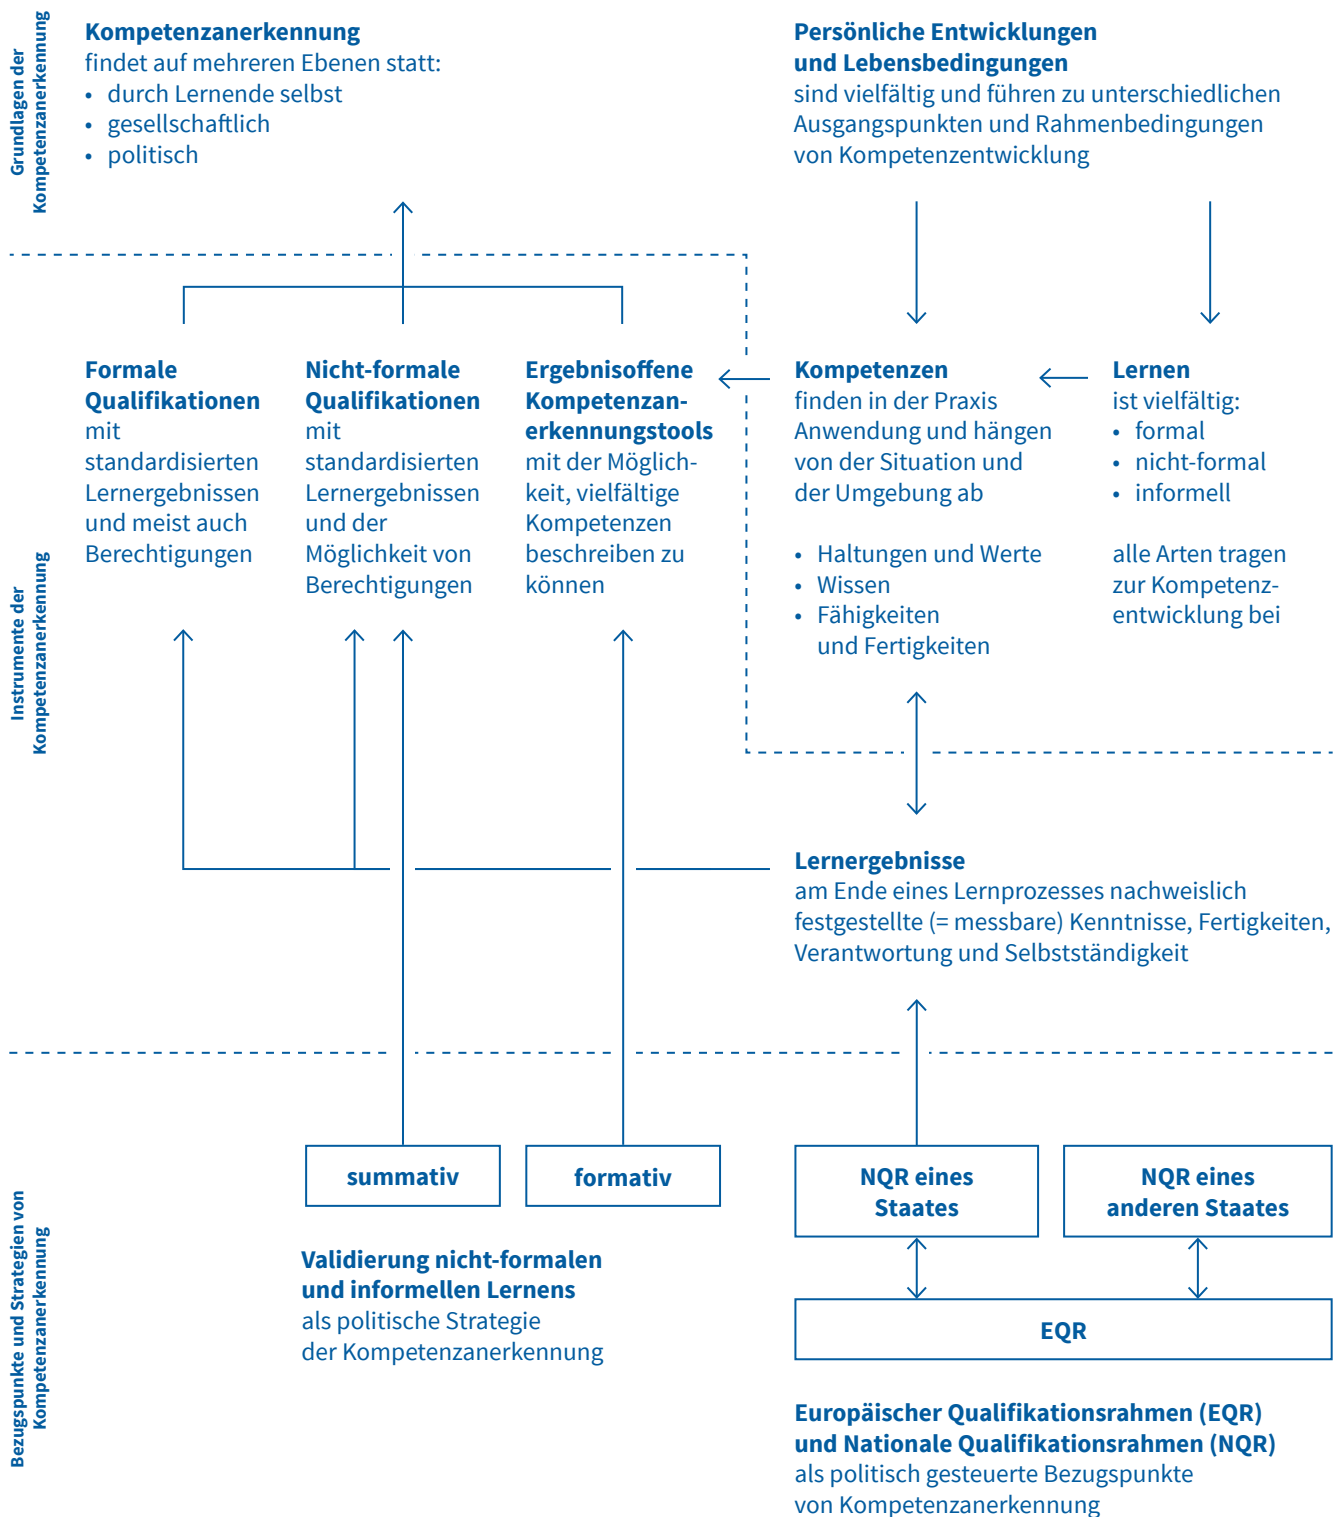 Grundlagen der
Kompetenzanerkennung
Kompetenzanerkennung
findet auf mehreren Ebenen statt:
• durch Lernende selbst
• gesellschaftlich
• politisch
Persönliche Entwicklungen
und Lebensbedingungen
sind vielfältig und führen zu unterschiedlichen
Ausgangspunkten und Rahmenbedingungen
von Kompetenzentwicklung
Instrumente der
Kompetenzanerkennung
Formale
Qualifikationen
mit
standardisierten
Lernergebnissen
und meist auch
Berechtigungen
Nicht-formale
Qualifikationen
mit
standardisierten
Lernergebnissen
und der
Möglichkeit von
Berechtigungen
Ergebnisoffene
Kompetenzan-
erkennungstools
mit der Möglich-
keit, vielfältige
Kompetenzen
beschreiben zu
können
Kompetenzen
finden in der Praxis
Anwendung und hängen
von der Situation und
der Umgebung ab
• Haltungen und Werte
• Wissen
• Fähigkeiten
und Fertigkeiten
Lernen
ist vielfältig:
• formal
• nicht-formal
• informell
alle Arten tragen
zur Kompetenz-
entwicklung bei
Lernergebnisse
am Ende eines Lernprozesses nachweislich
festgestellte (= messbare) Kenntnisse, Fertigkeiten,
Verantwortung und Selbstständigkeit
Bezugspunkte und Strategien von
Kompetenzanerkennung
summativ
formativ
Validierung nicht-formalen
und informellen Lernens
als politische Strategie
der Kompetenzanerkennung
NQR eines
Staates
NQR eines
anderen Staates
EQR
Europäischer Qualifikationsrahmen (EQR)
und Nationale Qualifikationsrahmen (NQR)
als politisch gesteuerte Bezugspunkte
von Kompetenzanerkennung